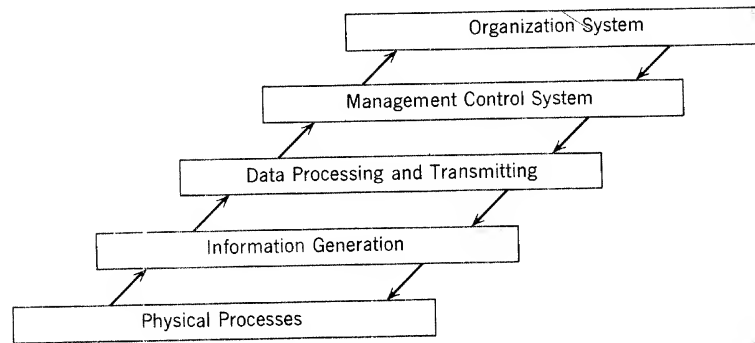 Organization System
Management Control System
Data Processing and Transmitting
Information Generation
Physical Processes